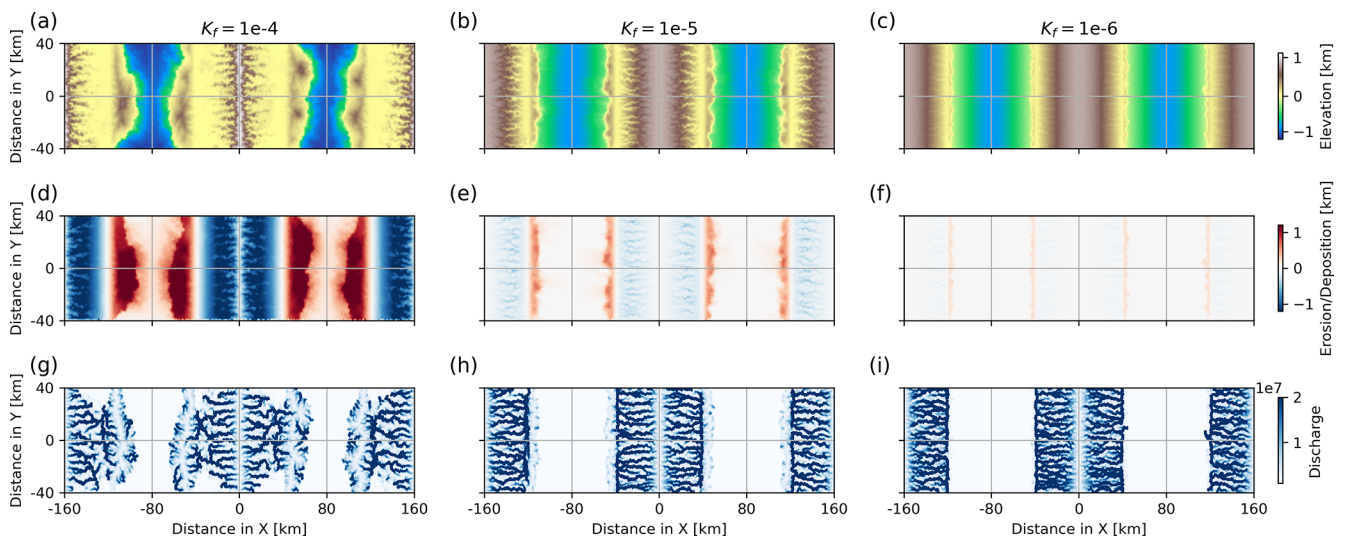 (a)
K_f = 1e-4
(b)
K_f = 1e-5
(c)
K_f = 1e-6
Distance in Y [km]
40
0
-40
1
0
−1
Elevation [km]
(d)
(e)
(f)
Distance in Y [km]
40
0
-40
1
0
−1
Erosion/Deposition [km]
(g)
(h)
(i)
Distance in Y [km]
40
0
-40
-160 -80 0 80 160
Distance in X [km]
-160 -80 0 80 160
Distance in X [km]
-160 -80 0 80 160
Distance in X [km]
1e7
2
1
Discharge